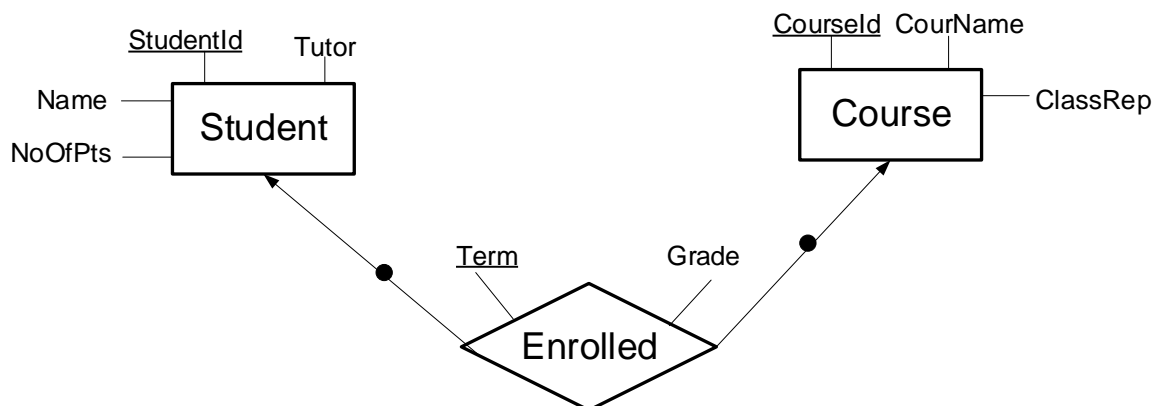 StudentId
Tutor
Name
Student
NoOfPts
CourseId
CourName
ClassRep
Course
Term
Grade
Enrolled